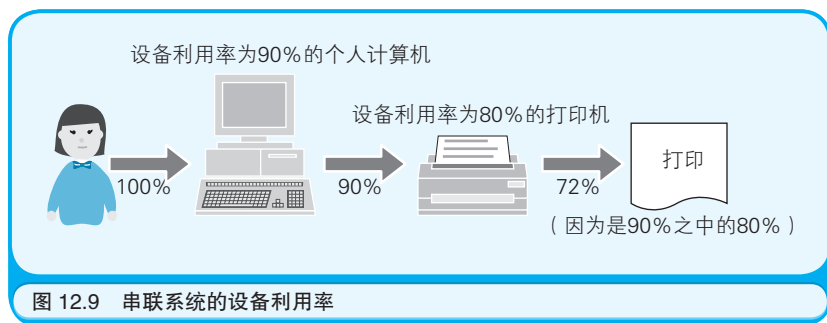 设备利用率为90%的个人计算机
设备利用率为80%的打印机
打印
100%
90%
72%
（因为是90%之中的80%）
图 12.9 串联系统的设备利用率